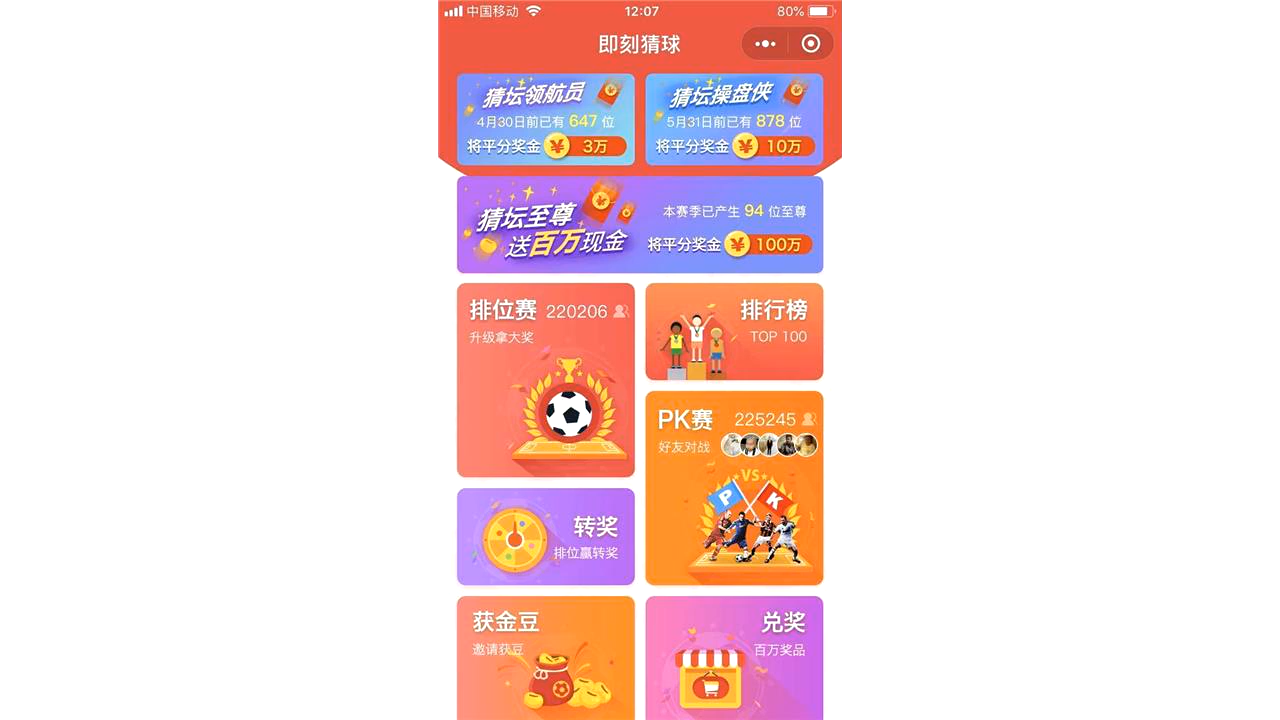 中国移动 12:07 80%
即刻猜球
猜坛领航员
4月30日前已有 647 位
将平分奖金 ¥ 3万
猜坛操盘侠
5月31日前已有 878 位
将平分奖金 ¥ 10万
猜坛至尊
送百万现金
本赛季已产生 94 位至尊
将平分奖金 ¥ 100万
排位赛 220206
升级拿大奖
排行榜
TOP 100
PK赛 225245
好友对战
VS
P K
转奖
排位赢转奖
获金豆
邀请获豆
兑奖
百万奖品